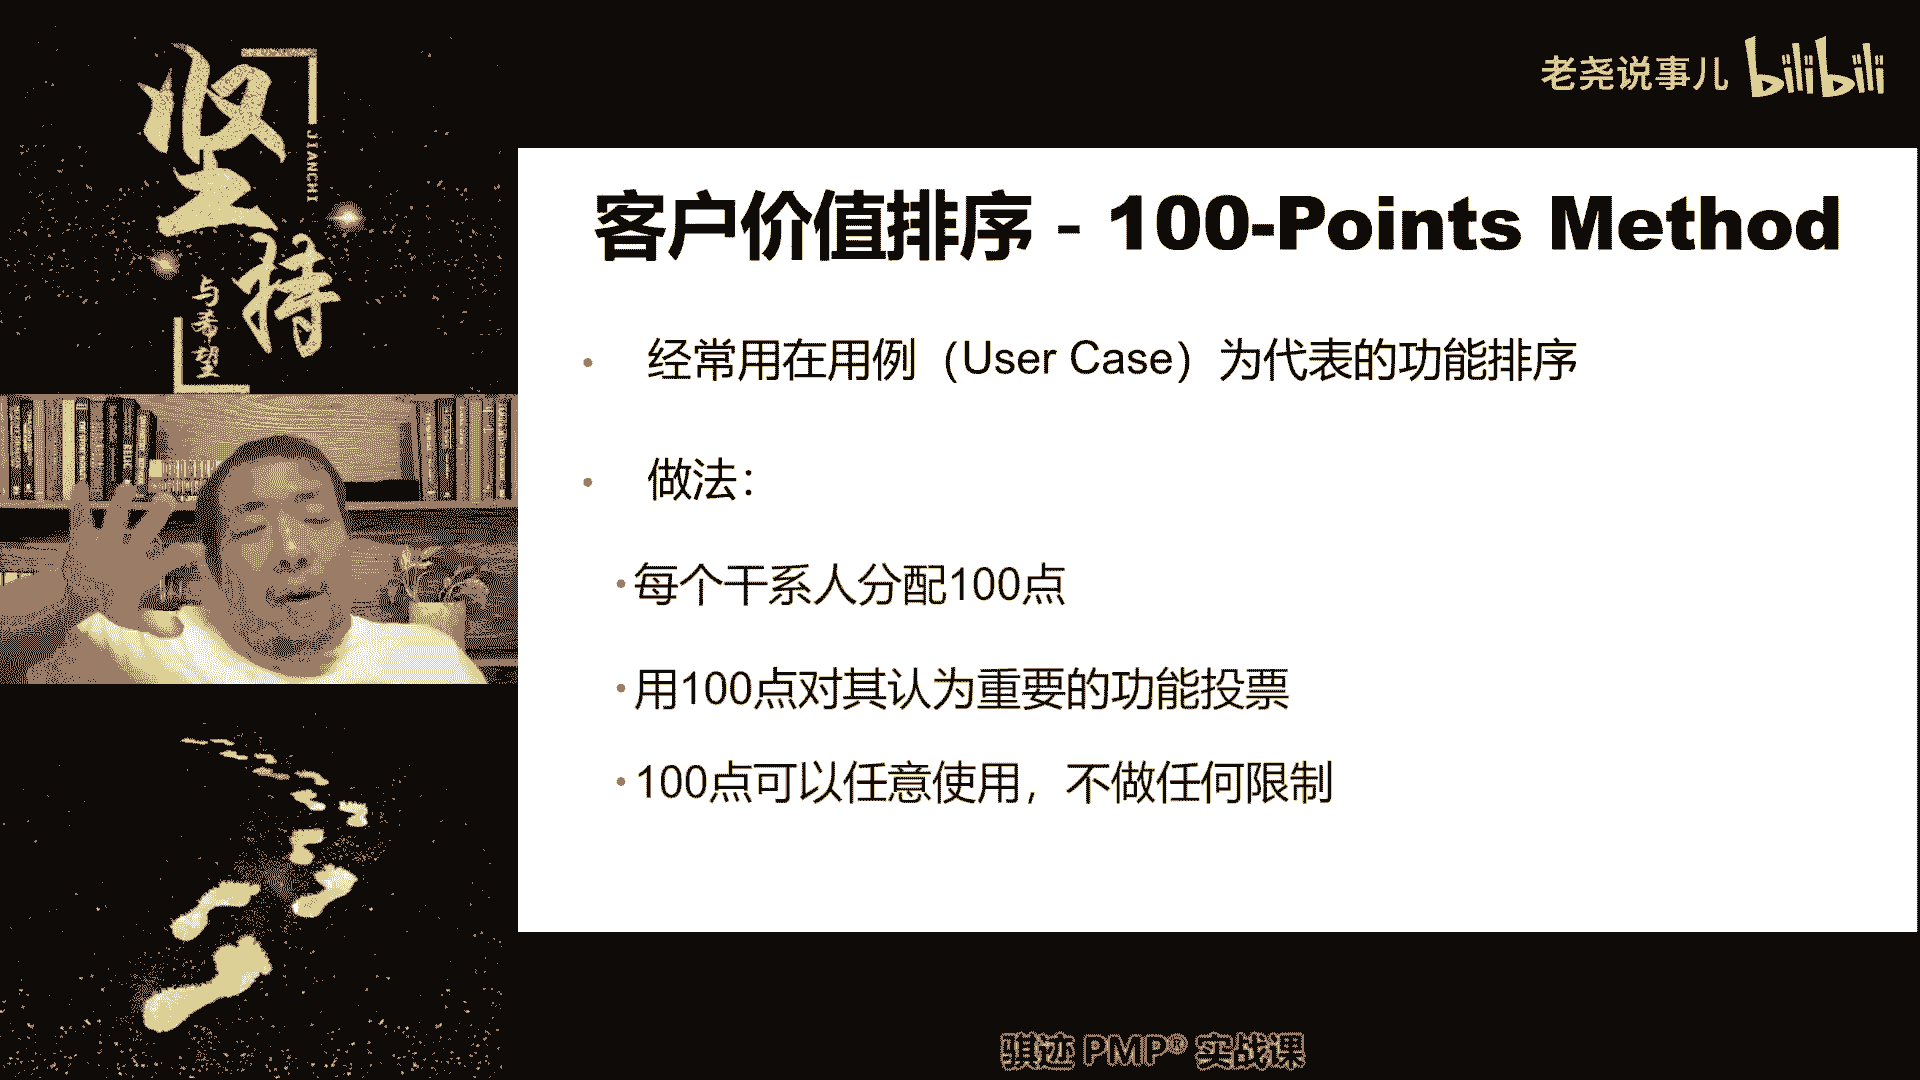 坚持
JIANCHI
与希望
老尧说事儿 bilibili
客户价值排序 - 100-Points Method
• 经常用在用例（User Case）为代表的功能排序
• 做法：
•每个干系人分配100点
•用100点对其认为重要的功能投票
•100点可以任意使用，不做任何限制
骐迹 PMP® 实战课